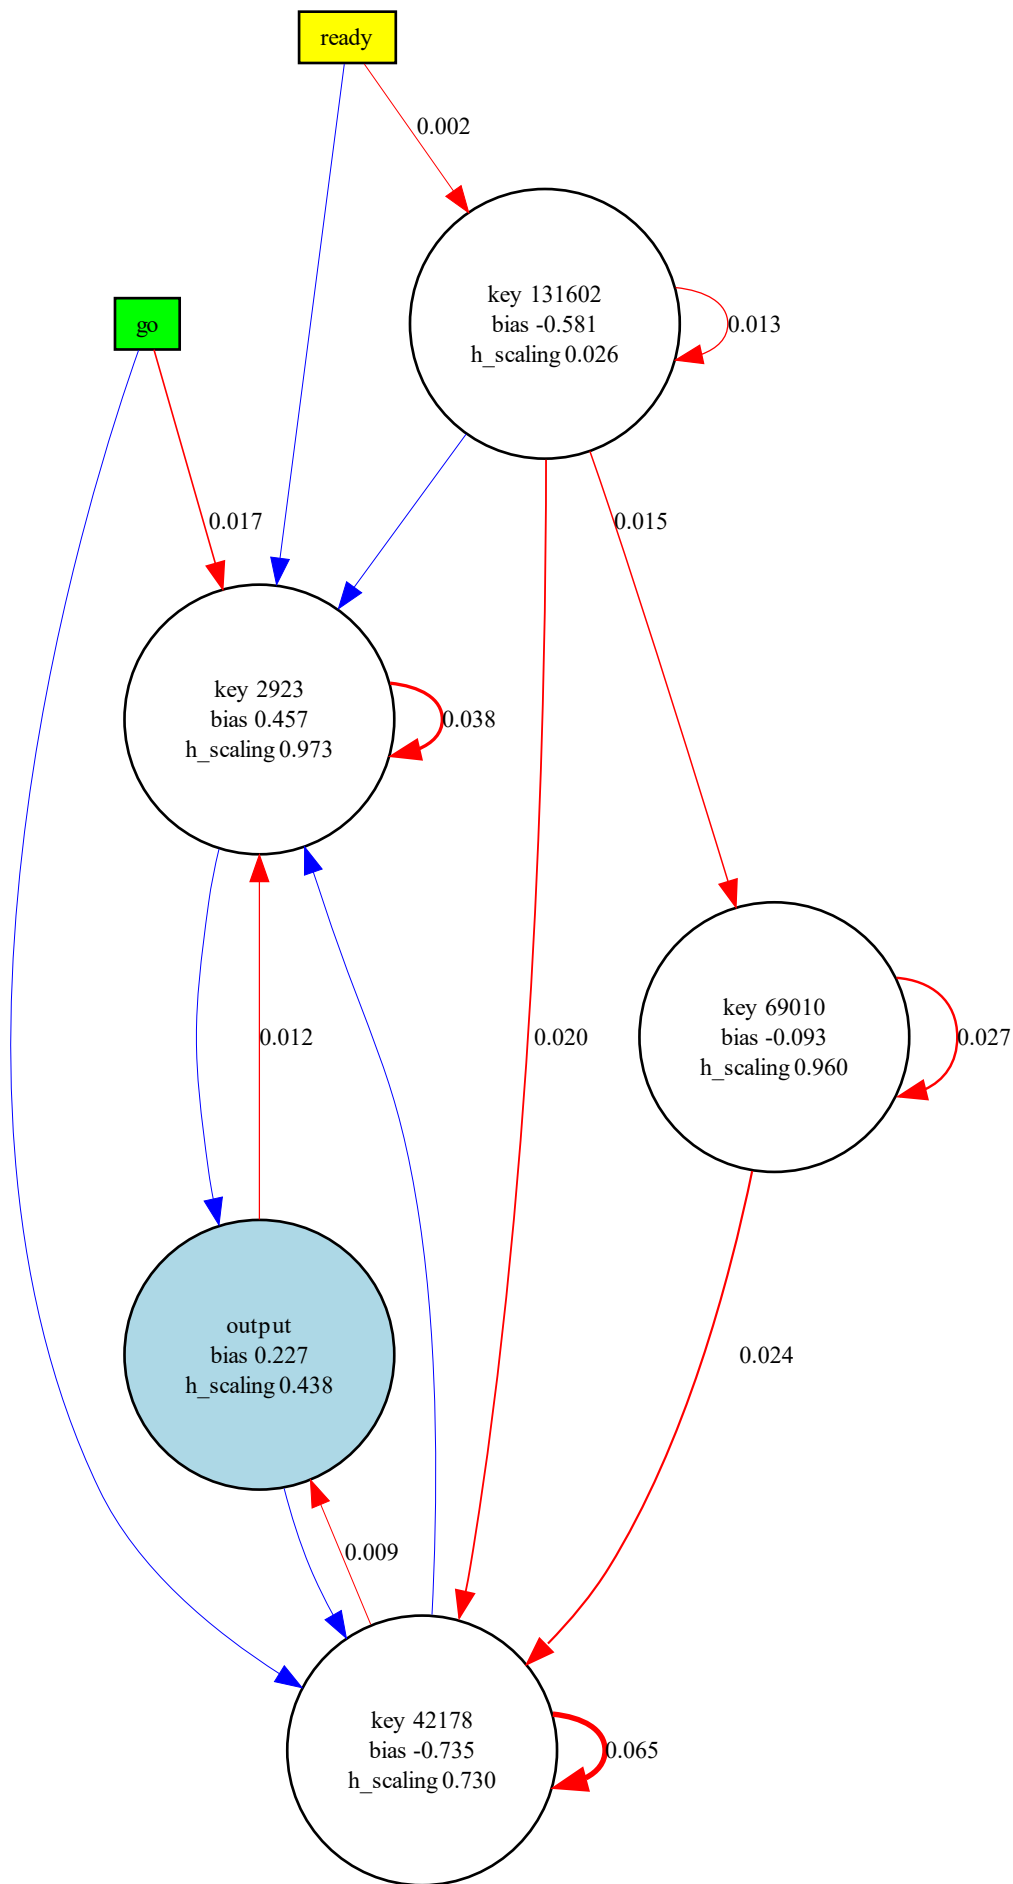 ready
0.002
key 131602
bias -0.581
h_scaling 0.026
0.013
go
0.017
0.015
key 2923
bias 0.457
h_scaling 0.973
0.038
key 69010
bias -0.093
h_scaling 0.960
0.012
0.020
0.027
output
bias 0.227
h_scaling 0.438
0.024
0.009
key 42178
bias -0.735
h_scaling 0.730
0.065